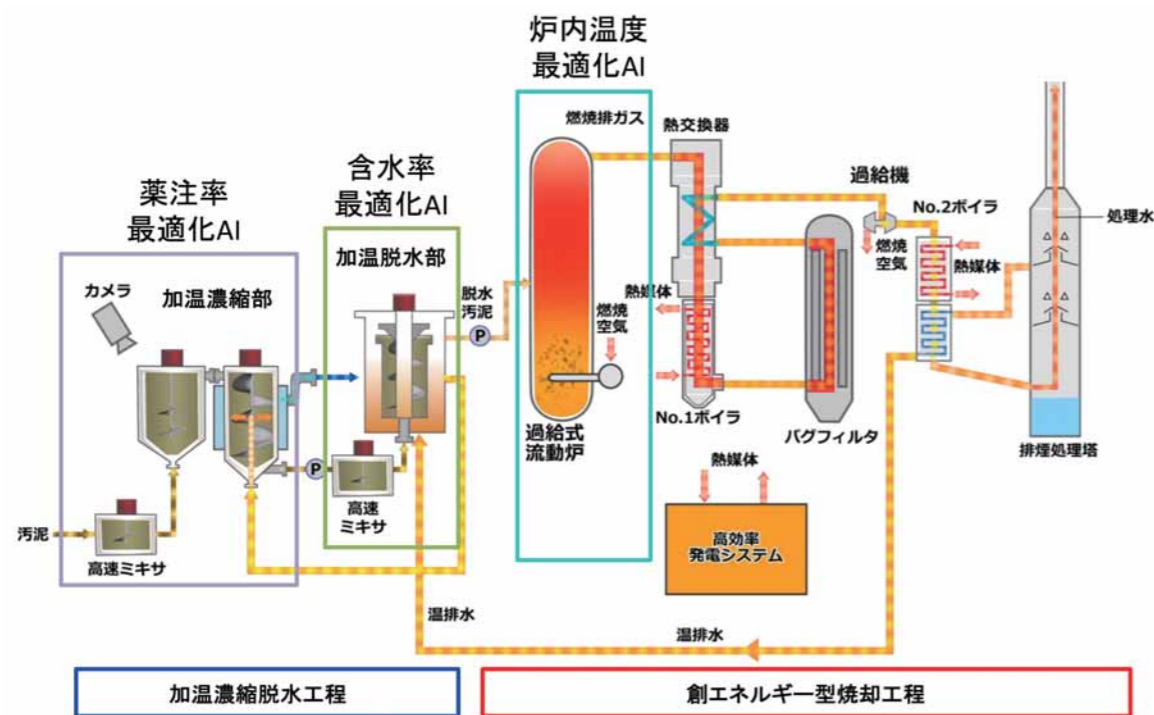 炉内温度
最適化AI
燃焼排ガス
熱交換器
含水率
最適化AI
薬注率
最適化AI
過給機
No.2ボイラ
処理水
加温脱水部
燃焼
空気
熱媒体
カメラ
加温濃縮部
脱水
汚泥
熱媒体
燃焼
空気
P
No.1ボイラ
バグフィルタ
過給式
流動炉
排煙処理塔
熱媒体
P
高速
ミキサ
汚泥
高速ミキサ
高効率
発電システム
温排水
温排水
加温濃縮脱水工程
創エネルギー型焼却工程